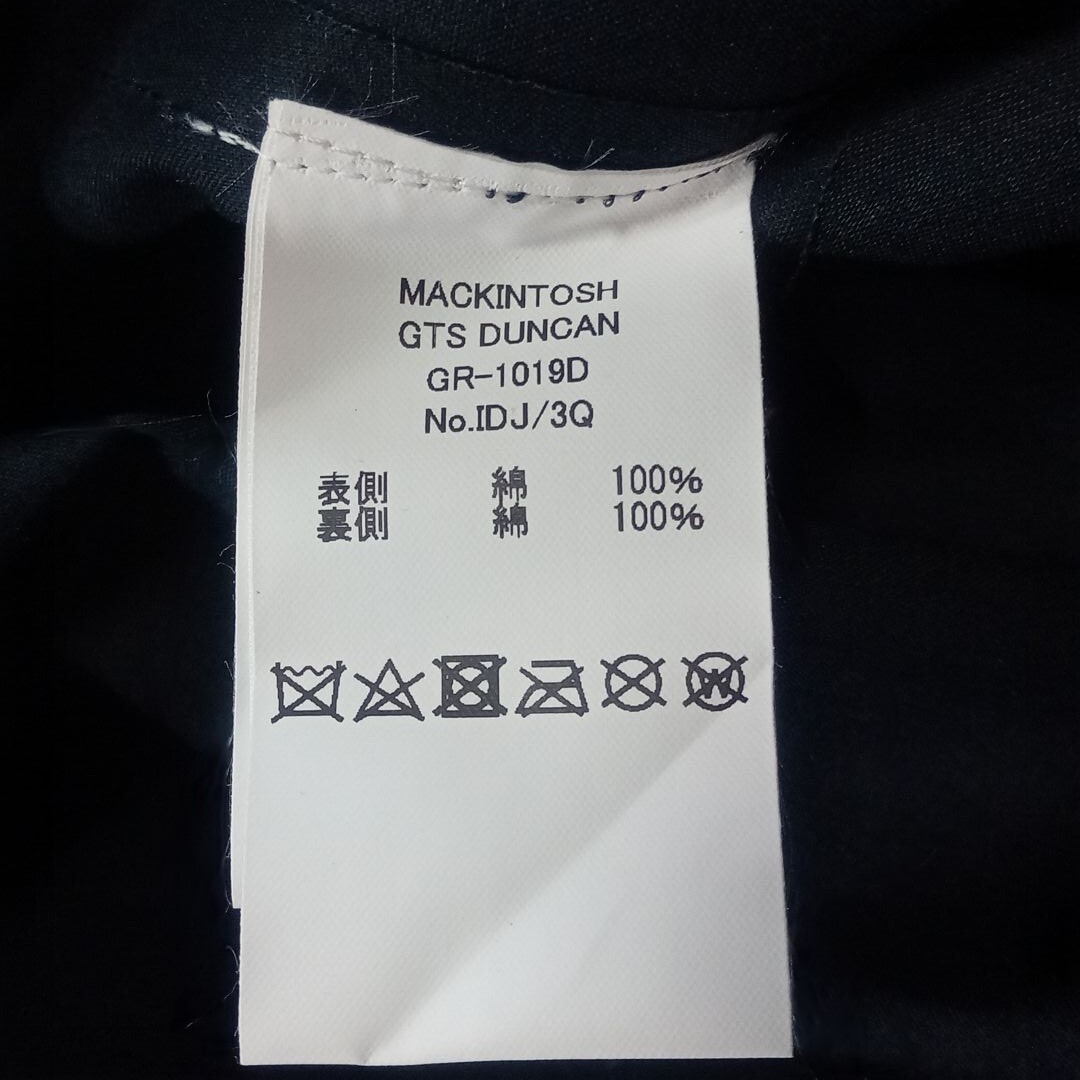 MACKINTOSH
GTS DUNCAN
GR-1019D
No.IDJ/3Q
表側 綿 100%
裏側 綿 100%
W